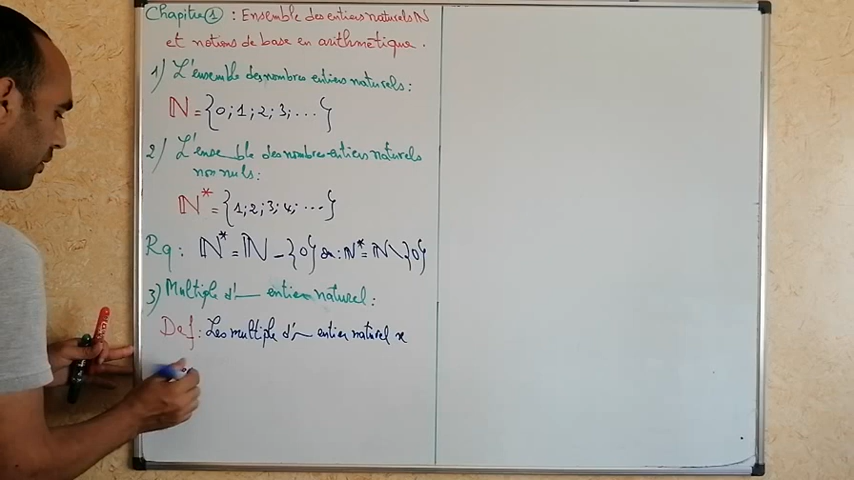 Chapitre ① : Ensemble des entiers naturels ℕ
et notions de base en arithmétique .
1) L'ensemble des nombres entiers naturels :
ℕ = {0 ; 1 ; 2 ; 3 ; ... }
2) L'ensemble des nombres entiers naturels
non nuls :
ℕ* = {1 ; 2 ; 3 ; 4 ; ... }
Rq : ℕ* = ℕ - {0} ou : ℕ* = ℕ \ {0}
3) Multiple d'un entier naturel :
Def : Les multiple d'un entier naturel x